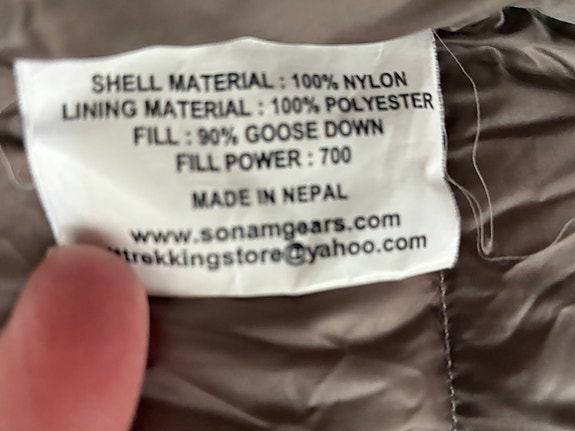 SHELL MATERIAL : 100% NYLON
LINING MATERIAL : 100% POLYESTER
FILL : 90% GOOSE DOWN
FILL POWER : 700
MADE IN NEPAL
www.sonamgears.com
trekkingstore@yahoo.com